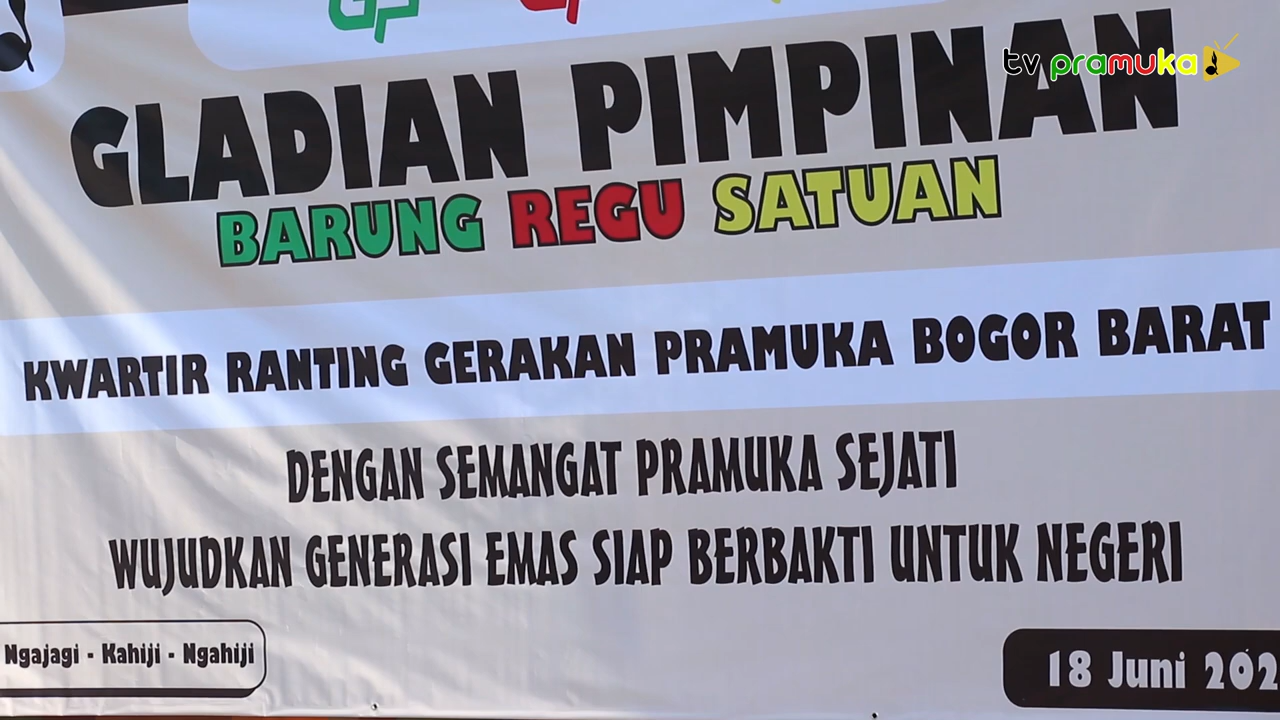 tv pramuka
GLADIAN PIMPINAN
BARUNG REGU SATUAN
KWARTIR RANTING GERAKAN PRAMUKA BOGOR BARAT
DENGAN SEMANGAT PRAMUKA SEJATI
WUJUDKAN GENERASI EMAS SIAP BERBAKTI UNTUK NEGERI
Ngajagi - Kahiji - Ngahiji
18 Juni 202